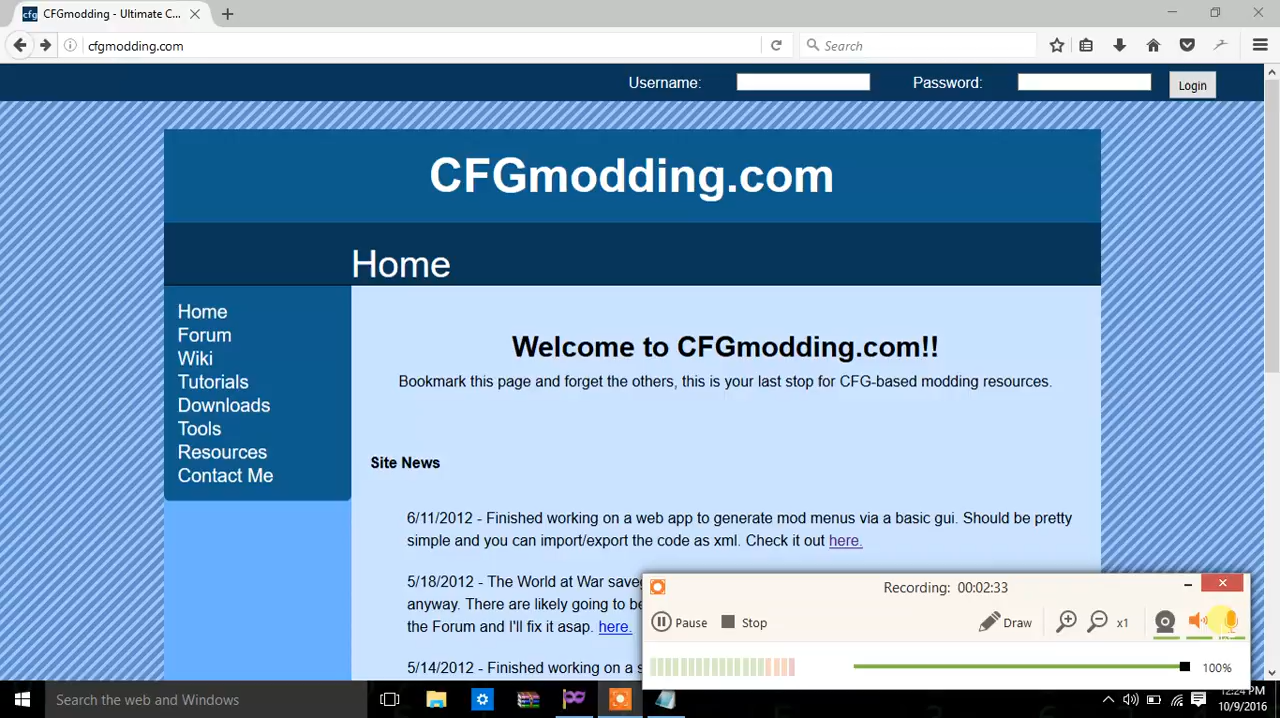 cfg CFGmodding - Ultimate C...
cfgmodding.com
Search
Username:
Password:
Login
CFGmodding.com
Home
Home
Forum
Wiki
Tutorials
Downloads
Tools
Resources
Contact Me
Welcome to CFGmodding.com!!
Bookmark this page and forget the others, this is your last stop for CFG-based modding resources.
Site News
6/11/2012 - Finished working on a web app to generate mod menus via a basic gui. Should be pretty
simple and you can import/export the code as xml. Check it out here.
5/18/2012 - The World at War
anyway. There are likely going to
the Forum and I'll fix it asap. here.
5/14/2012 - Finished working on a
Recording: 00:02:33
Pause
Stop
Draw
x1
100%
Search the web and Windows
12:24 PM
10/9/2016